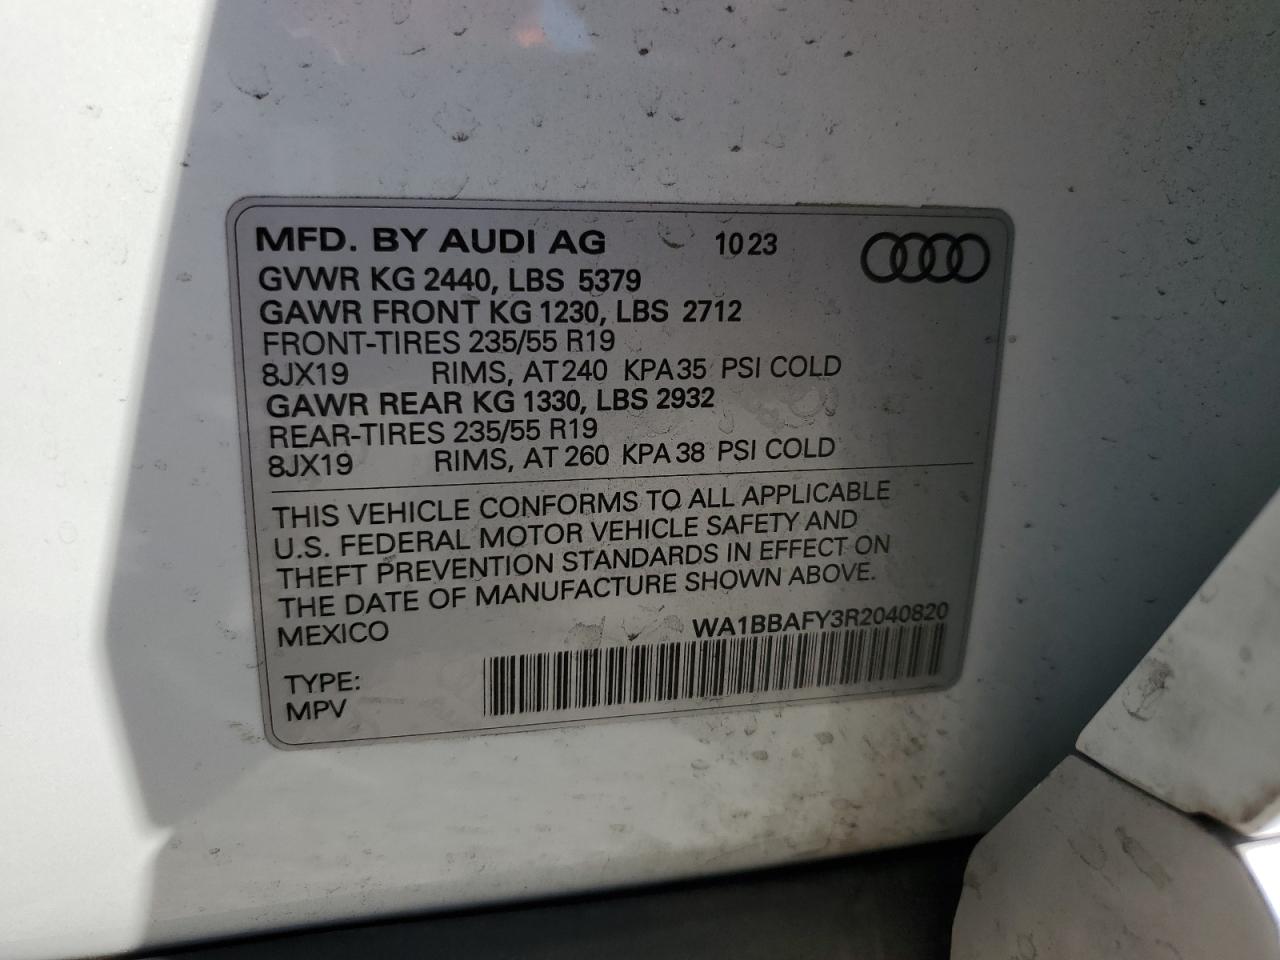 MFD. BY AUDI AG 10 23
GVWR KG 2440, LBS 5379
GAWR FRONT KG 1230, LBS 2712
FRONT-TIRES 235/55 R19
8JX19 RIMS, AT 240 KPA 35 PSI COLD
GAWR REAR KG 1330, LBS 2932
REAR-TIRES 235/55 R19
8JX19 RIMS, AT 260 KPA 38 PSI COLD
THIS VEHICLE CONFORMS TO ALL APPLICABLE
U.S. FEDERAL MOTOR VEHICLE SAFETY AND
THEFT PREVENTION STANDARDS IN EFFECT ON
THE DATE OF MANUFACTURE SHOWN ABOVE.
MEXICO WA1BBAFY3R2040820
TYPE:
MPV